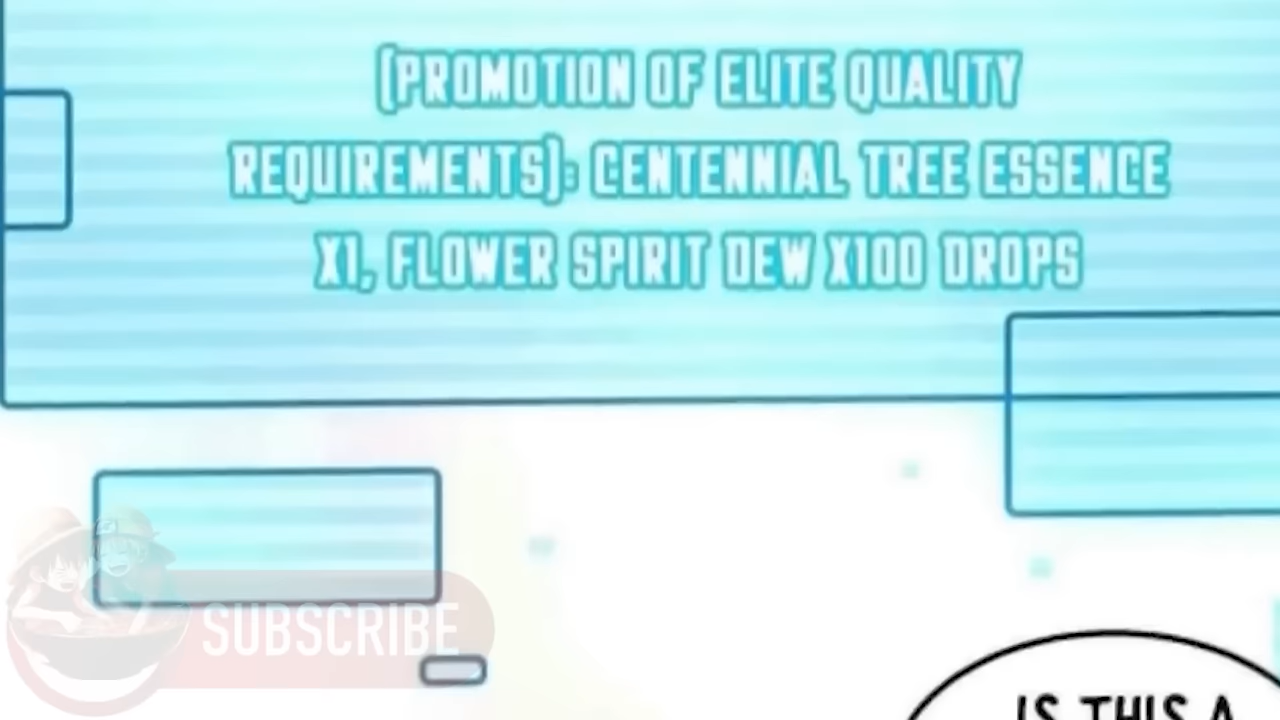 (PROMOTION OF ELITE QUALITY
REQUIREMENTS): CENTENNIAL TREE ESSENCE
X1, FLOWER SPIRIT DEW X100 DROPS
SUBSCRIBE
IS THIS A